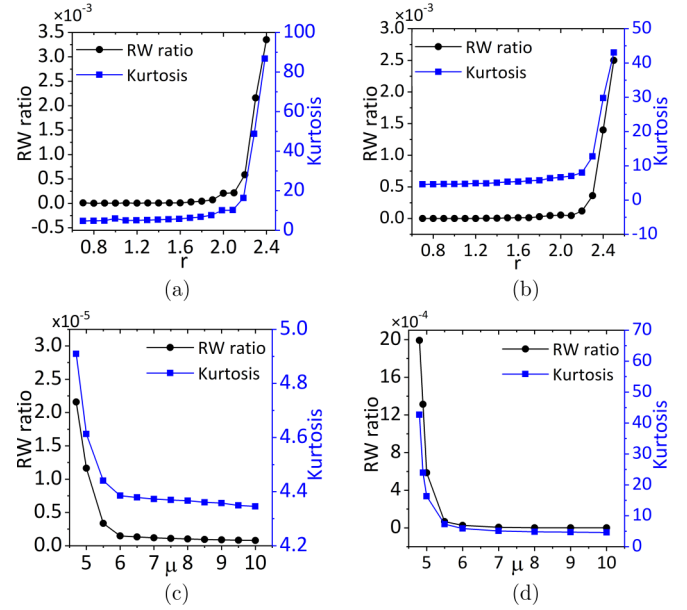 ×10⁻³
3.5
3.0
2.5
2.0
1.5
1.0
0.5
0.0
-0.5
RW ratio
RW ratio
Kurtosis
100
80
60
40
20
0
Kurtosis
0.8 1.2 1.6 2.0 2.4
r
(a)
×10⁻³
3.0
2.5
2.0
1.5
1.0
0.5
0.0
RW ratio
RW ratio
Kurtosis
50
40
30
20
10
0
-10
Kurtosis
0.8 1.2 1.6 2.0 2.4
r
(b)
×10⁻⁵
3.0
2.5
2.0
1.5
1.0
0.5
0.0
RW ratio
RW ratio
Kurtosis
5.0
4.8
4.6
4.4
4.2
Kurtosis
5 6 7 8 9 10
μ
(c)
×10⁻⁴
20
16
12
8
4
0
RW ratio
RW ratio
Kurtosis
70
60
50
40
30
20
10
0
Kurtosis
5 6 7 8 9 10
μ
(d)